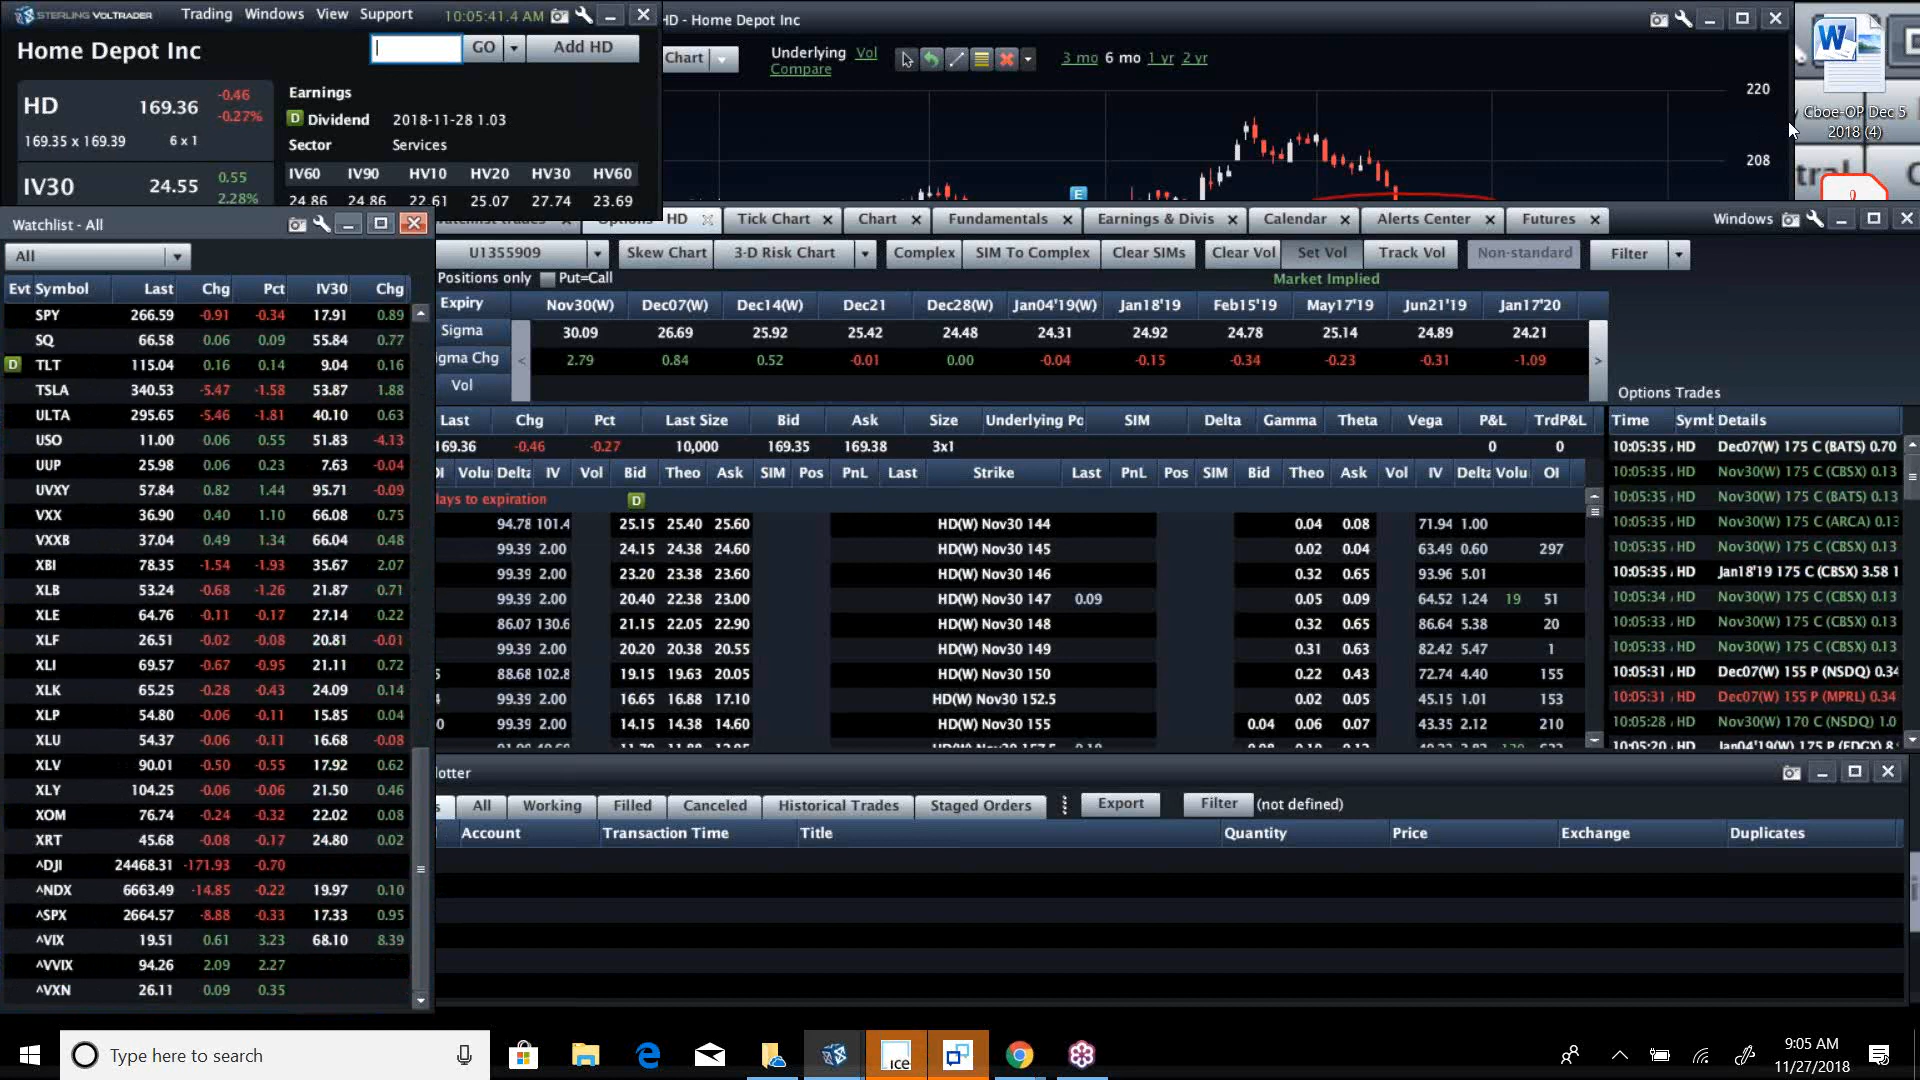 STERLING VOLTRADER Trading Windows View Support 10:05:41.4 AM
Home Depot Inc GO Add HD
HD 169.36 -0.46 -0.27%
169.35 x 169.39 6 x 1
IV30 24.55 0.55 2.28%
Earnings
D Dividend 2018-11-28 1.03
Sector Services
IV60 IV90 HV10 HV20 HV30 HV60
24.86 24.86 22.61 25.07 27.74 23.69
HD - Home Depot Inc
Chart Underlying Vol Compare 3 mo 6 mo 1 yr 2 yr
220
208
E
W
Cboe-OP Dec 5
2018 (4)
Watchlist - All
All
Evt Symbol Last Chg Pct IV30 Chg
SPY 266.59 -0.91 -0.34 17.91 0.89
SQ 66.58 0.06 0.09 55.84 0.77
D TLT 115.04 0.16 0.14 9.04 0.16
TSLA 340.53 -5.47 -1.58 53.87 1.88
ULTA 295.65 -5.46 -1.81 40.10 0.63
USO 11.00 0.06 0.55 51.83 -4.13
UUP 25.98 0.06 0.23 7.63 -0.04
UVXY 57.84 0.82 1.44 95.71 -0.09
VXX 36.90 0.40 1.10 66.08 0.75
VXXB 37.04 0.49 1.34 66.04 0.48
XBI 78.35 -1.54 -1.93 35.67 2.07
XLB 53.24 -0.68 -1.26 21.87 0.71
XLE 64.76 -0.11 -0.17 27.14 0.22
XLF 26.51 -0.02 -0.08 20.81 -0.01
XLI 69.57 -0.67 -0.95 21.11 0.72
XLK 65.25 -0.28 -0.43 24.09 0.14
XLP 54.80 -0.06 -0.11 15.85 0.04
XLU 54.37 -0.06 -0.11 16.68 -0.08
XLV 90.01 -0.50 -0.55 17.92 0.62
XLY 104.25 -0.06 -0.06 21.50 0.46
XOM 76.74 -0.24 -0.32 22.02 0.08
XRT 45.68 -0.08 -0.17 24.80 0.02
^DJI 24468.31 -171.93 -0.70
^NDX 6663.49 -14.85 -0.22 19.97 0.10
^SPX 2664.57 -8.88 -0.33 17.33 0.95
^VIX 19.51 0.61 3.23 68.10 8.39
^VVIX 94.26 2.09 2.27
^VXN 26.11 0.09 0.35
HD Tick Chart Chart Fundamentals Earnings & Divis Calendar Alerts Center Futures Windows
U1355909 Skew Chart 3-D Risk Chart Complex SIM To Complex Clear SIMs Clear Vol Set Vol Track Vol Non-standard Filter
Positions only Put=Call Market Implied
Expiry Nov30(W) Dec07(W) Dec14(W) Dec21 Dec28(W) Jan04'19(W) Jan18'19 Feb15'19 May17'19 Jun21'19 Jan17'20
Sigma 30.09 26.69 25.92 25.42 24.48 24.31 24.92 24.78 25.14 24.89 24.21
igma Chg 2.79 0.84 0.52 -0.01 0.00 -0.04 -0.15 -0.34 -0.23 -0.31 -1.09
Vol
Last Chg Pct Last Size Bid Ask Size Underlying Po SIM Delta Gamma Theta Vega P&L TrdP&L
169.36 -0.46 -0.27 10,000 169.35 169.38 3x1 0 0
OI Volu Delta IV Vol Bid Theo Ask SIM Pos PnL Last Strike Last PnL Pos SIM Bid Theo Ask Vol IV Delta Volu OI
days to expiration D
94.78 101.4 25.15 25.40 25.60 HD(W) Nov30 144 0.04 0.08 71.94 1.00
99.39 2.00 24.15 24.38 24.60 HD(W) Nov30 145 0.02 0.04 63.49 0.60 297
99.39 2.00 23.20 23.38 23.60 HD(W) Nov30 146 0.32 0.65 93.96 5.01
99.39 2.00 20.40 22.38 23.00 HD(W) Nov30 147 0.09 0.05 0.09 64.52 1.24 19 51
86.07 130.6 21.15 22.05 22.90 HD(W) Nov30 148 0.32 0.65 86.64 5.38 20
99.39 2.00 20.20 20.38 20.55 HD(W) Nov30 149 0.31 0.63 82.42 5.47 1
5 88.68 102.8 19.15 19.63 20.05 HD(W) Nov30 150 0.22 0.43 72.74 4.40 155
4 99.39 2.00 16.65 16.88 17.10 HD(W) Nov30 152.5 0.02 0.05 45.15 1.01 153
0 99.39 2.00 14.15 14.38 14.60 HD(W) Nov30 155 0.04 0.06 0.07 43.35 2.12 210
Options Trades
Time Symb Details
10:05:35 HD Dec07(W) 175 C (BATS) 0.70
10:05:35 HD Nov30(W) 175 C (CBSX) 0.13
10:05:35 HD Nov30(W) 175 C (BATS) 0.13
10:05:35 HD Nov30(W) 175 C (ARCA) 0.13
10:05:35 HD Nov30(W) 175 C (CBSX) 0.13
10:05:35 HD Jan18'19 175 C (CBSX) 3.58 1
10:05:34 HD Nov30(W) 175 C (CBSX) 0.13
10:05:33 HD Nov30(W) 175 C (CBSX) 0.13
10:05:33 HD Nov30(W) 175 C (CBSX) 0.13
10:05:31 HD Dec07(W) 155 P (NSDQ) 0.34
10:05:31 HD Dec07(W) 155 P (MPRL) 0.34
10:05:28 HD Nov30(W) 170 C (NSDQ) 1.0
10:05:20 HD Jan04'19(W) 175 P (EDGX) 8
lotter
s All Working Filled Canceled Historical Trades Staged Orders Export Filter (not defined)
Account Transaction Time Title Quantity Price Exchange Duplicates
Type here to search
ice
9:05 AM
11/27/2018